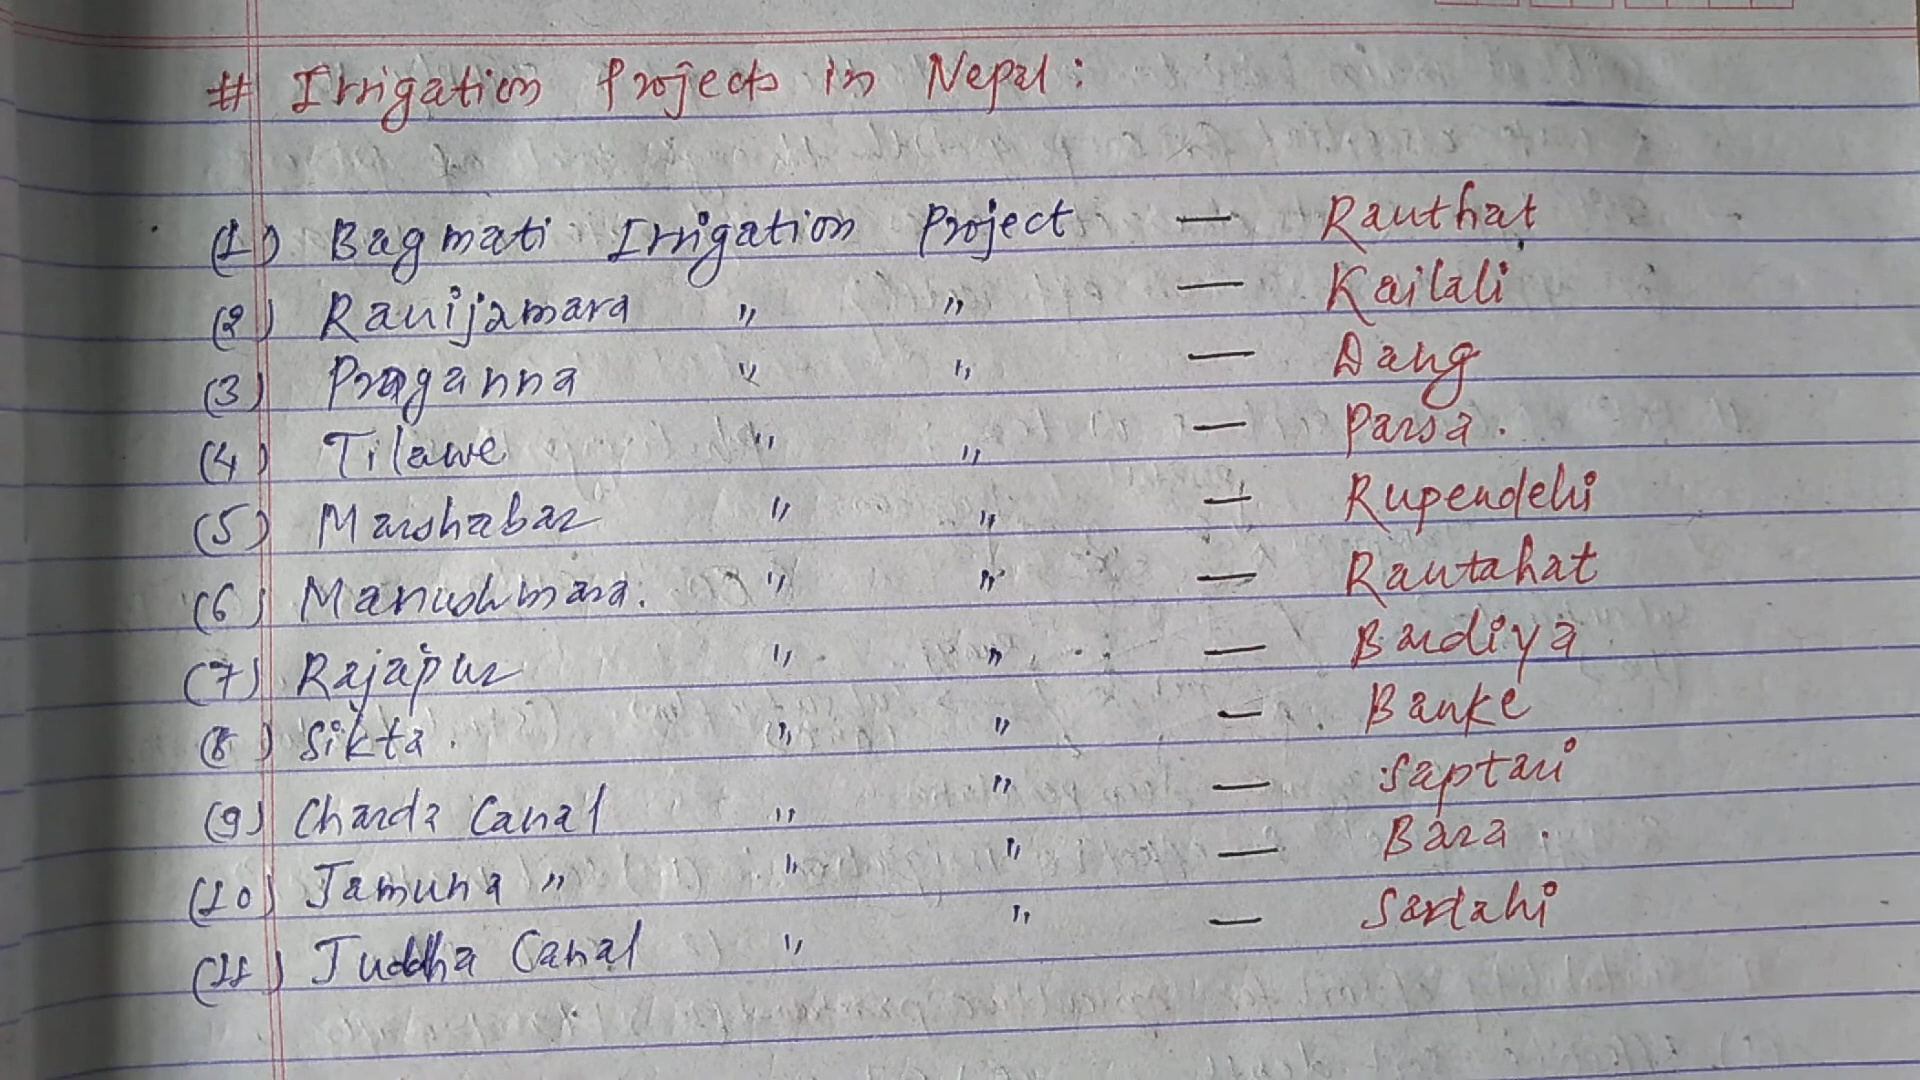 # Irrigation Projects in Nepal:
(1) Bagmati Irrigation Project — Rauthat
(2) Ranijamara " " — Kailali
(3) Praganna " " — Dang
(4) Tilawe " " — Parsa.
(5) Marshabar " " — Rupendehi
(6) Manushmara. " " — Rautahat
(7) Rajapur " " — Bardiya
(8) Sikta. " " — Banke
(9) Chanda Canal " " — Saptari
(10) Jamuna " " " — Bara.
(11) Juddha Canal " " — Sarlahi